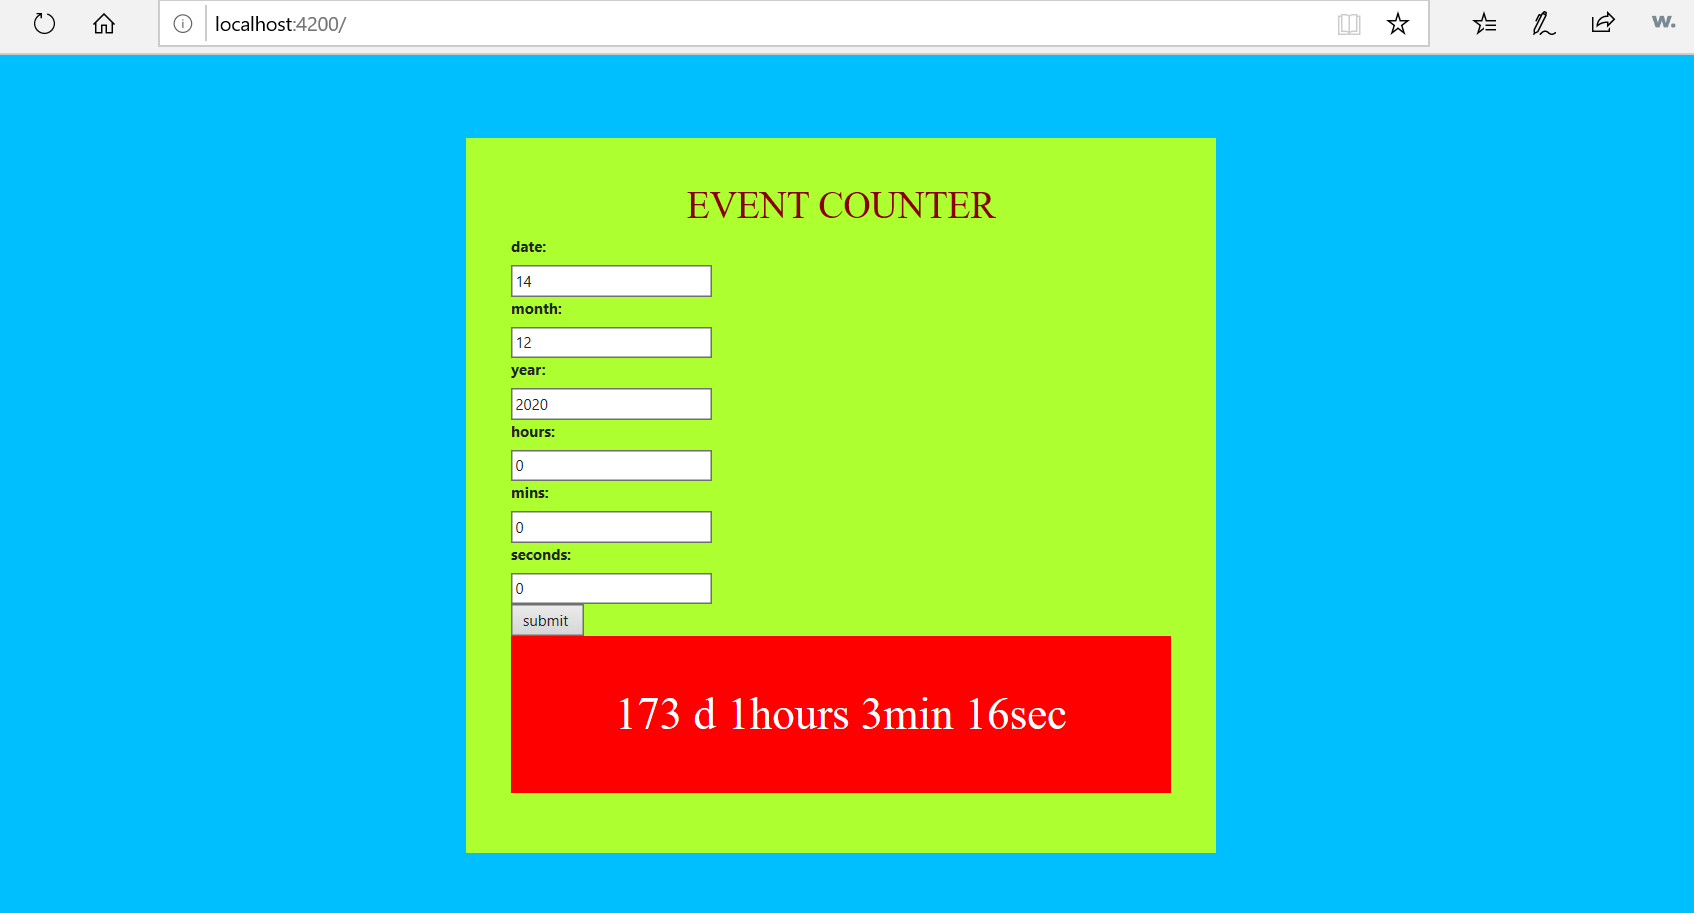 localhost:4200/
w.
EVENT COUNTER
date:
14
month:
12
year:
2020
hours:
0
mins:
0
seconds:
0
submit
173 d 1hours 3min 16sec